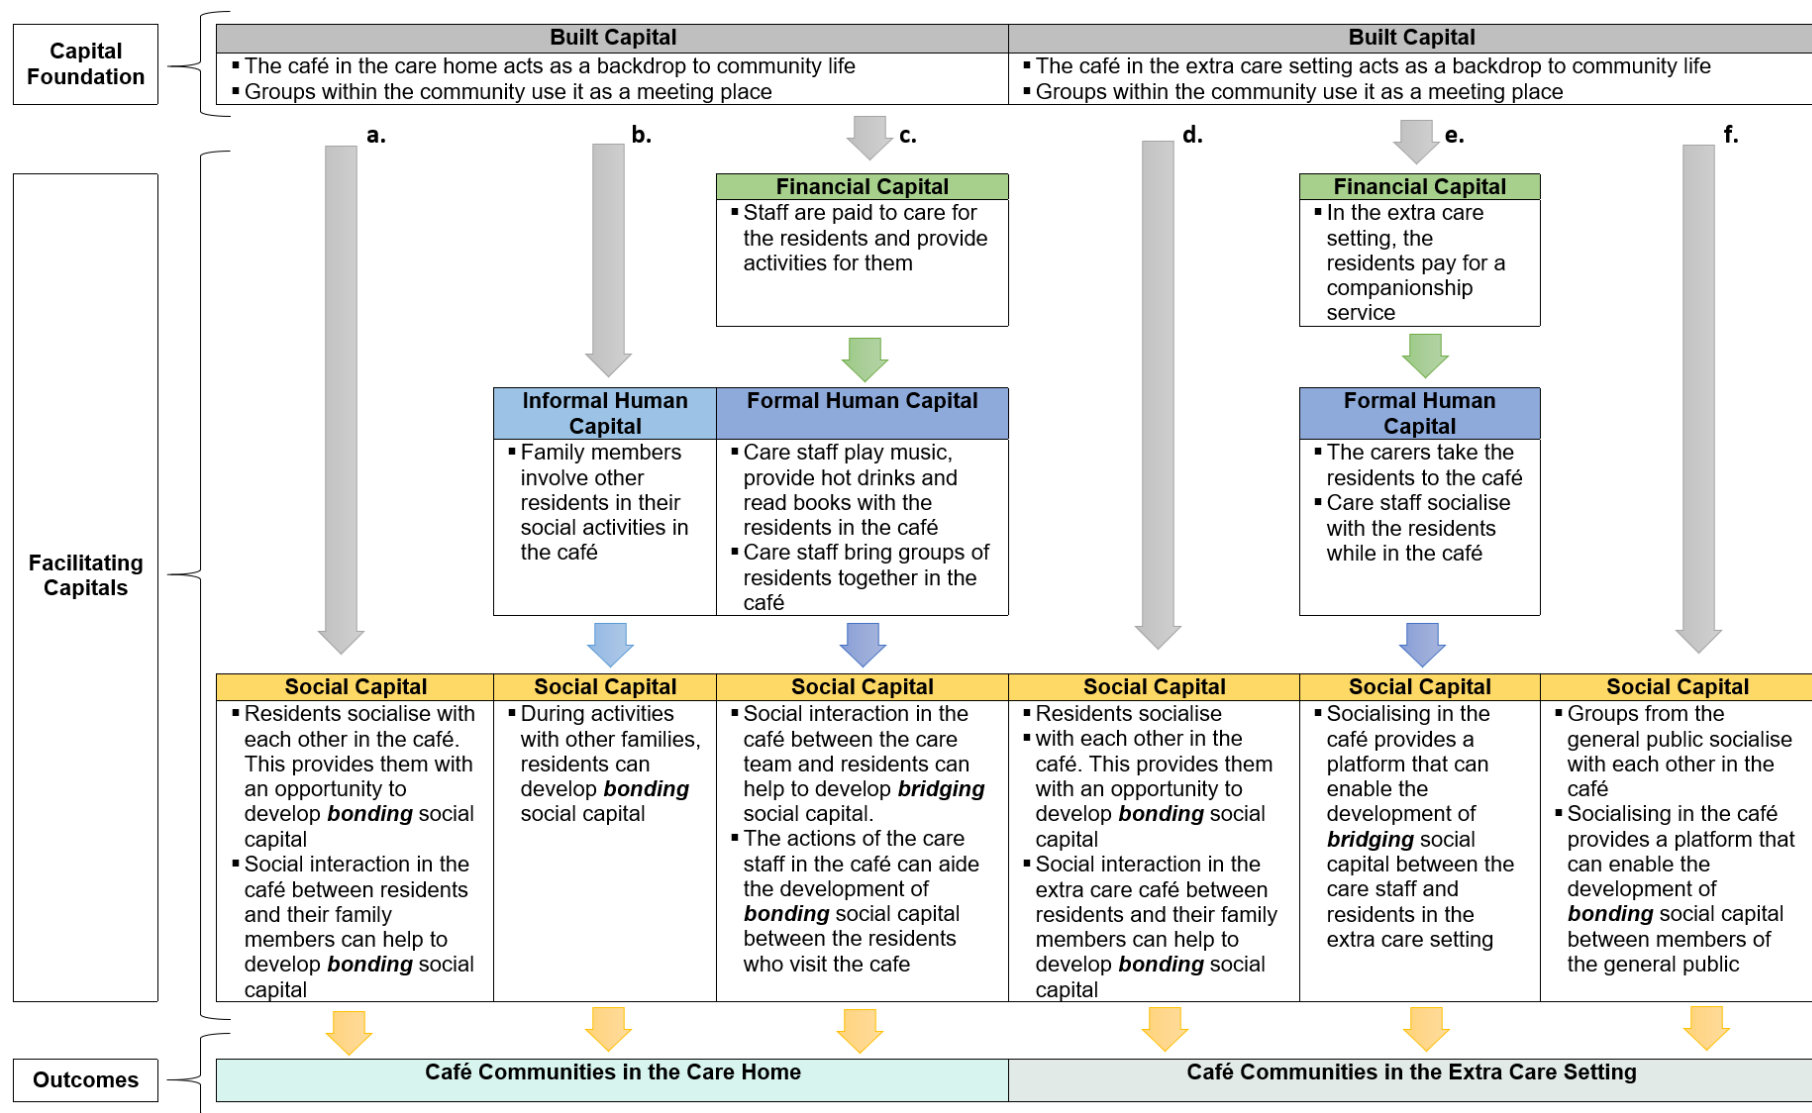 Capital
Foundation
Built Capital
▪ The café in the care home acts as a backdrop to community life
▪ Groups within the community use it as a meeting place
Built Capital
▪ The café in the extra care setting acts as a backdrop to community life
▪ Groups within the community use it as a meeting place
a.
b.
c.
d.
e.
f.
Facilitating
Capitals
Financial Capital
▪ Staff are paid to care for
the residents and provide
activities for them
Financial Capital
▪ In the extra care
setting, the
residents pay for a
companionship
service
Informal Human
Capital
▪ Family members
involve other
residents in their
social activities in
the café
Formal Human Capital
▪ Care staff play music,
provide hot drinks and
read books with the
residents in the café
▪ Care staff bring groups of
residents together in the
café
Formal Human
Capital
▪ The carers take the
residents to the café
▪ Care staff socialise
with the residents
while in the café
Social Capital
▪ Residents socialise with
each other in the café.
This provides them with
an opportunity to
develop bonding social
capital
▪ Social interaction in the
café between residents
and their family
members can help to
develop bonding social
capital
Social Capital
▪ During activities
with other families,
residents can
develop bonding
social capital
Social Capital
▪ Social interaction in the
café between the care
team and residents can
help to develop bridging
social capital.
▪ The actions of the care
staff in the café can aide
the development of
bonding social capital
between the residents
who visit the cafe
Social Capital
▪ Residents socialise
▪ with each other in the
café. This provides them
with an opportunity to
develop bonding social
capital
▪ Social interaction in the
extra care café between
residents and their family
members can help to
develop bonding social
capital
Social Capital
▪ Socialising in the
café provides a
platform that can
enable the
development of
bridging social
capital between the
care staff and
residents in the
extra care setting
Social Capital
▪ Groups from the
general public socialise
with each other in the
café
▪ Socialising in the café
provides a platform that
can enable the
development of
bonding social capital
between members of
the general public
Outcomes
Café Communities in the Care Home
Café Communities in the Extra Care Setting